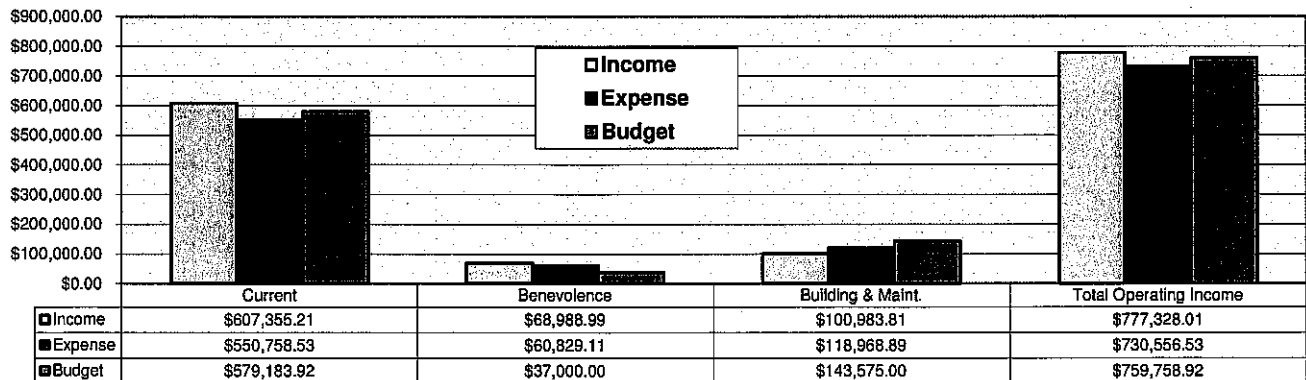 $900,000.00
$800,000.00
$700,000.00
$600,000.00
$500,000.00
$400,000.00
$300,000.00
$200,000.00
$100,000.00
$0.00
Income
Expense
Budget
Current Benevolence Building & Maint. Total Operating Income
Income $607,355.21 $68,988.99 $100,983.81 $777,328.01
Expense $550,758.53 $60,829.11 $118,968.89 $730,556.53
Budget $579,183.92 $37,000.00 $143,575.00 $759,758.92